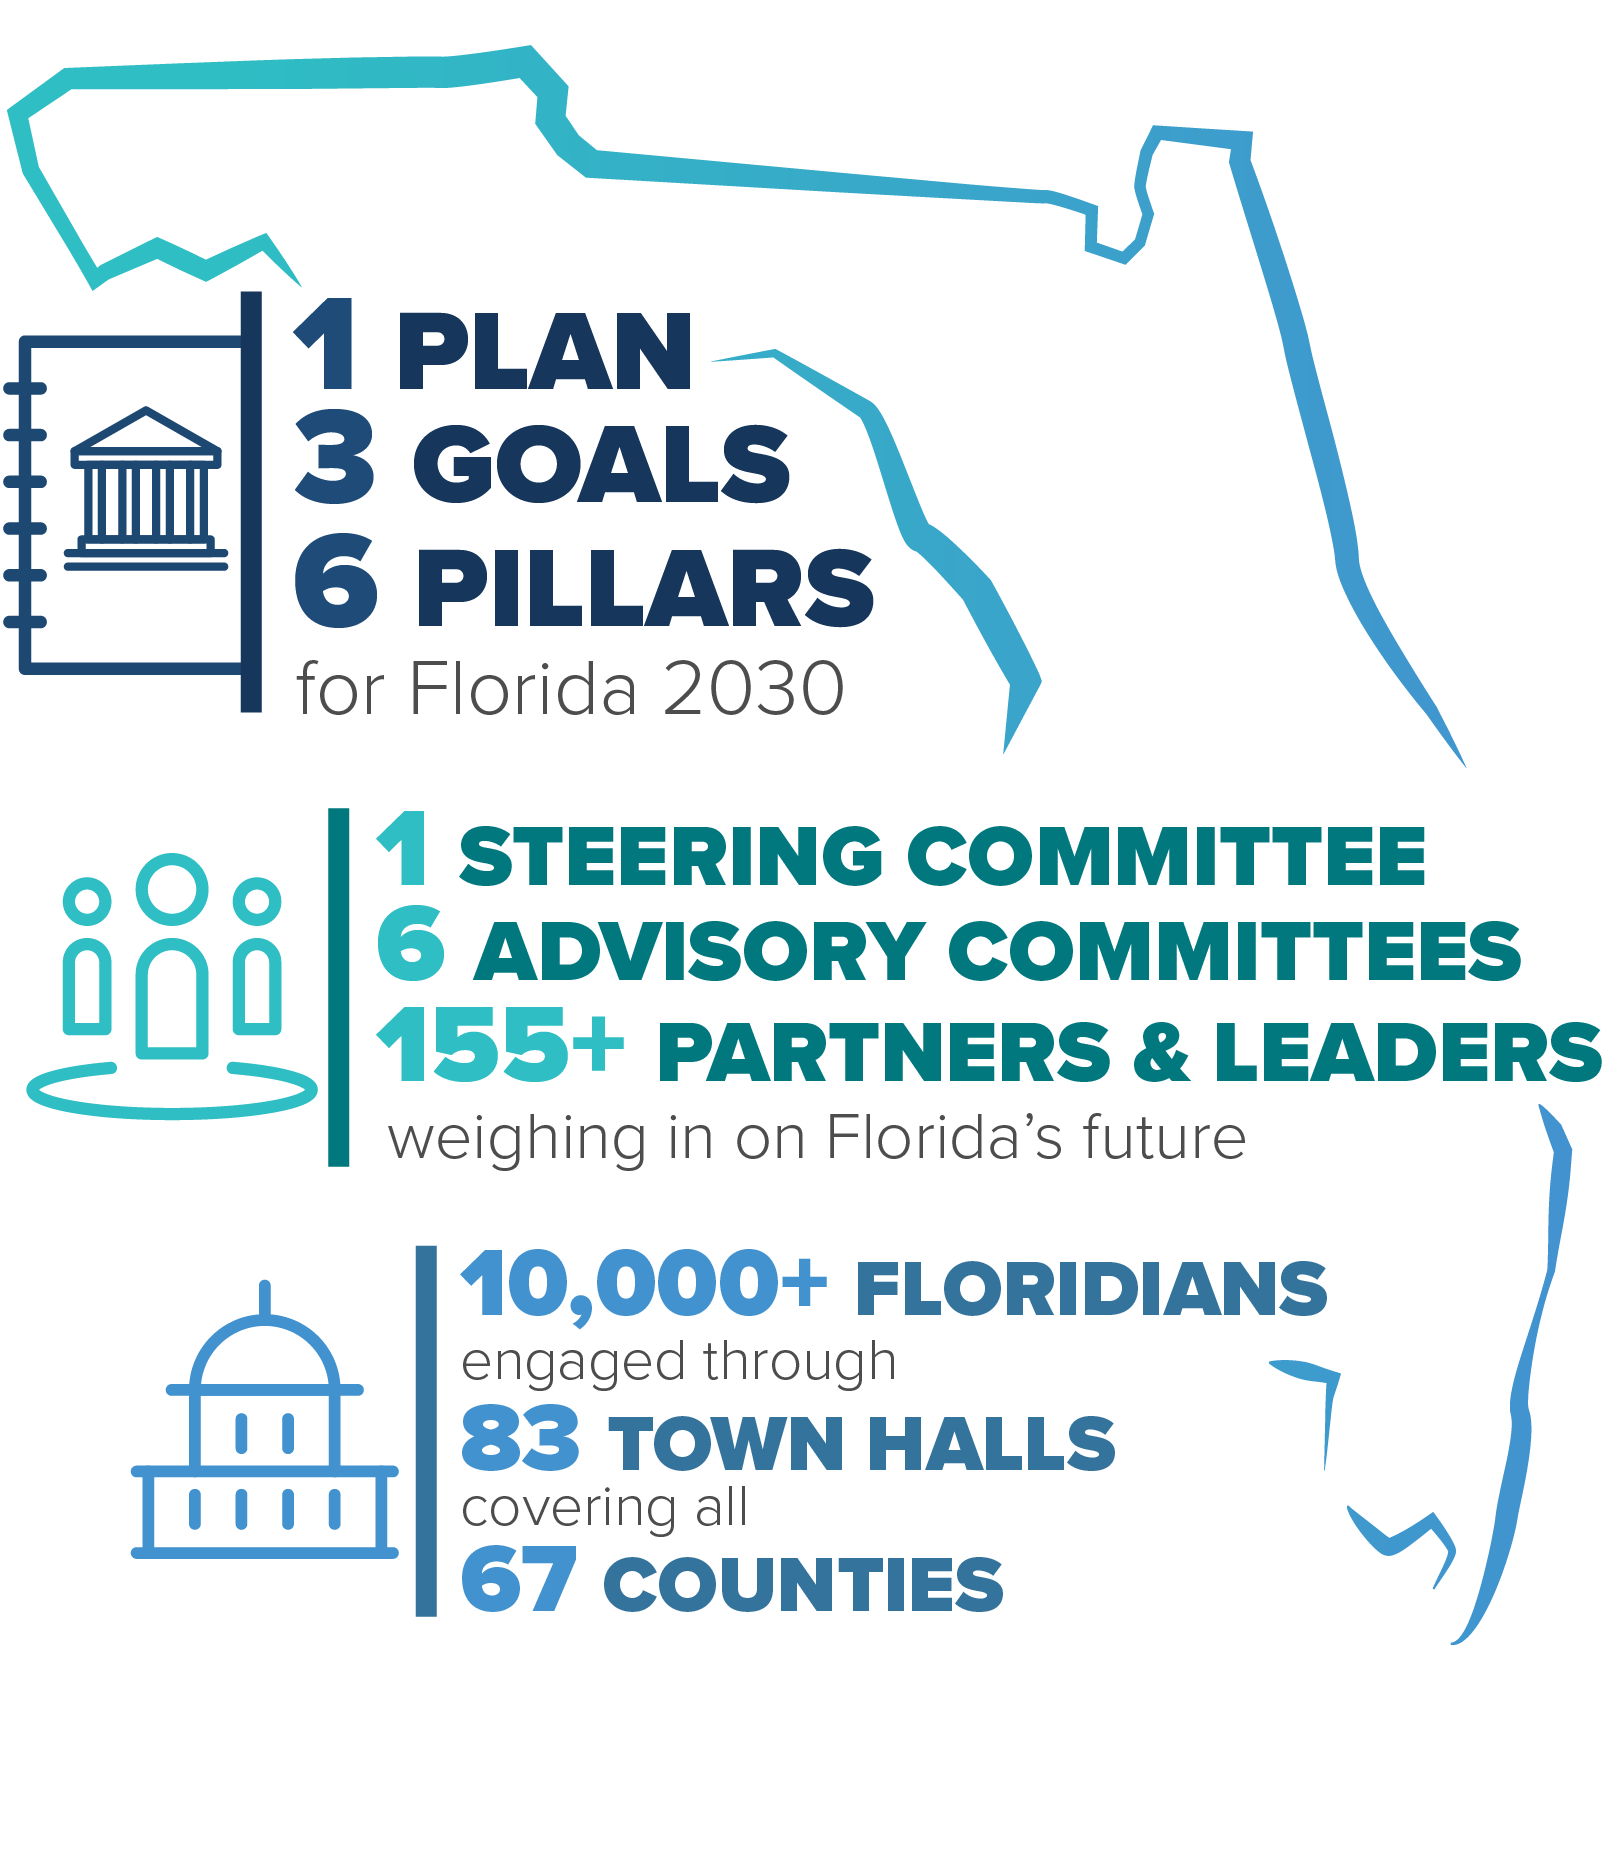 1 PLAN
3 GOALS
6 PILLARS
for Florida 2030
1 STEERING COMMITTEE
6 ADVISORY COMMITTEES
155+ PARTNERS & LEADERS
weighing in on Florida’s future
10,000+ FLORIDIANS
engaged through
83 TOWN HALLS
covering all
67 COUNTIES